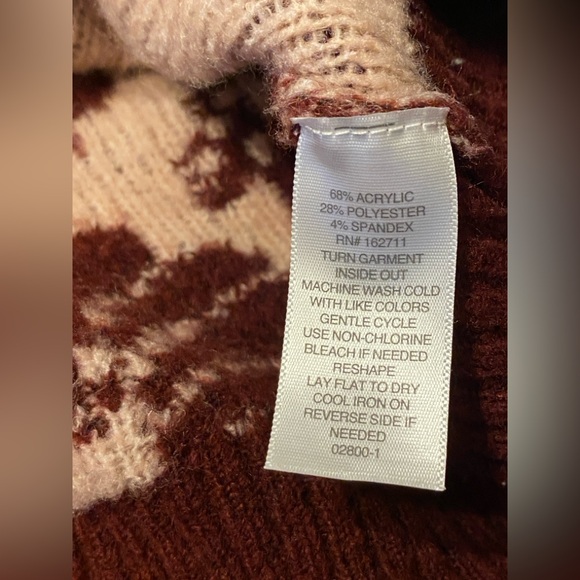 68% ACRYLIC
28% POLYESTER
4% SPANDEX
RN# 162711
TURN GARMENT
INSIDE OUT
MACHINE WASH COLD
WITH LIKE COLORS
GENTLE CYCLE
USE NON-CHLORINE
BLEACH IF NEEDED
RESHAPE
LAY FLAT TO DRY
COOL IRON ON
REVERSE SIDE IF
NEEDED
02800-1